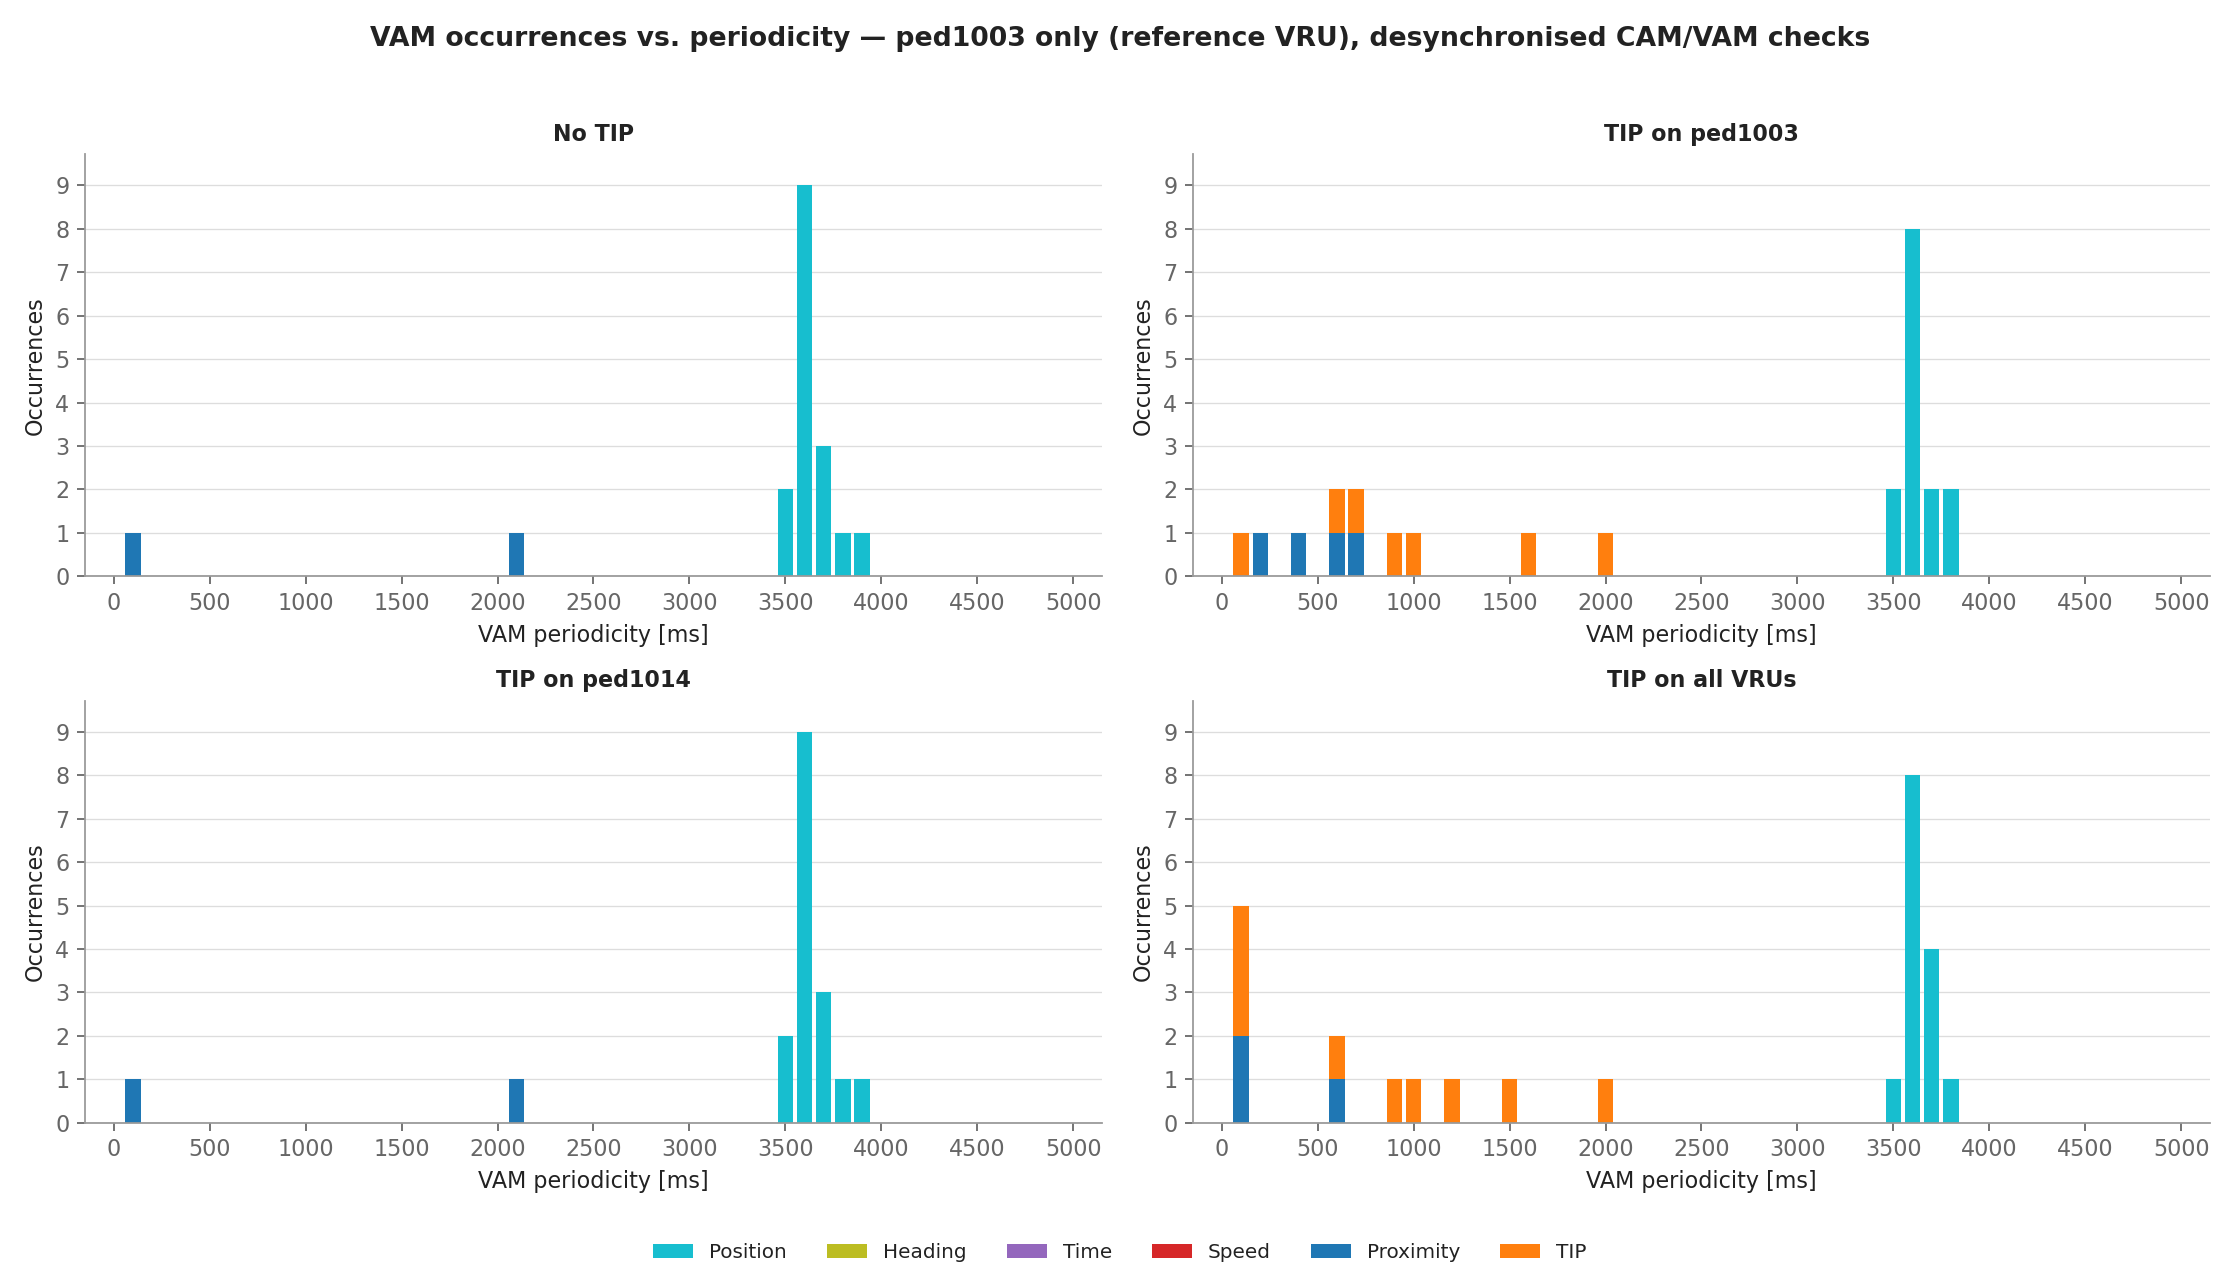 VAM occurrences vs. periodicity — ped1003 only (reference VRU), desynchronised CAM/VAM checks
No TIP
Occurrences
9
8
7
6
5
4
3
2
1
0
0 500 1000 1500 2000 2500 3000 3500 4000 4500 5000
VAM periodicity [ms]
TIP on ped1003
Occurrences
9
8
7
6
5
4
3
2
1
0
0 500 1000 1500 2000 2500 3000 3500 4000 4500 5000
VAM periodicity [ms]
TIP on ped1014
Occurrences
9
8
7
6
5
4
3
2
1
0
0 500 1000 1500 2000 2500 3000 3500 4000 4500 5000
VAM periodicity [ms]
TIP on all VRUs
Occurrences
9
8
7
6
5
4
3
2
1
0
0 500 1000 1500 2000 2500 3000 3500 4000 4500 5000
VAM periodicity [ms]
Position Heading Time Speed Proximity TIP